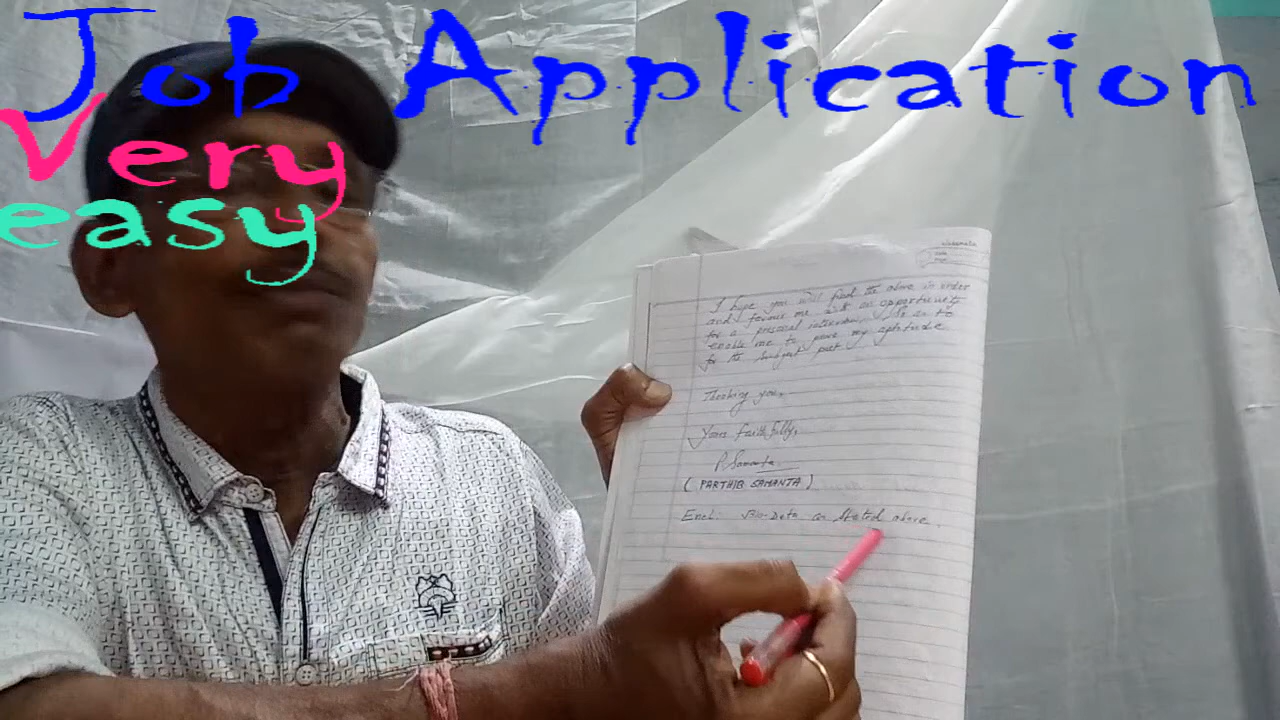 Job Application
Very
easy
I hope you will find the above in order
and favour me with an opportunity
for a personal interview, so as to
enable me to prove my aptitude
for the subject post
Thanking you,
Yours faithfully,
P Samanta
( PARTHIB SAMANTA )
Encl: Bio-Data as stated above.